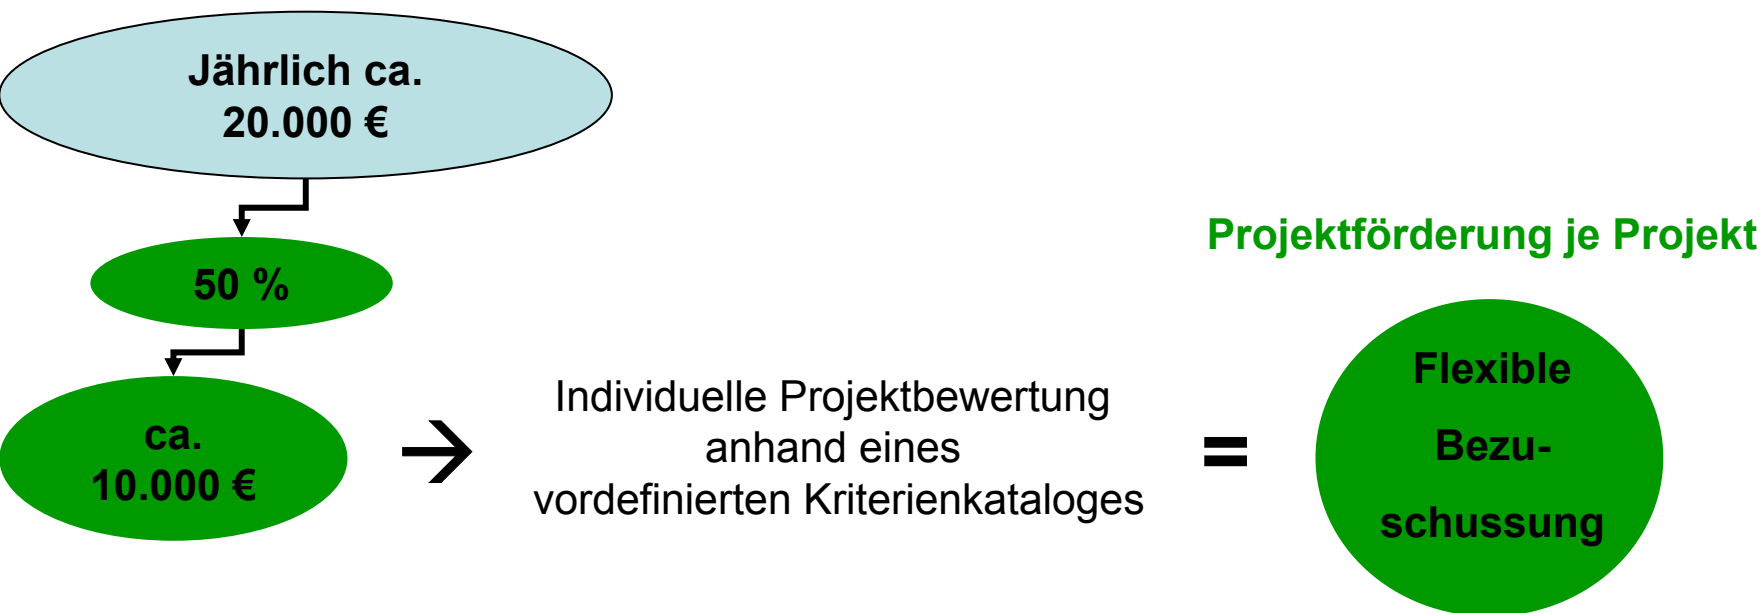 Jährlich ca.
20.000 €
50 %
ca.
10.000 €
Individuelle Projektbewertung
anhand eines
vordefinierten Kriterienkataloges
=
Projektförderung je Projekt
Flexible
Bezu-
schussung